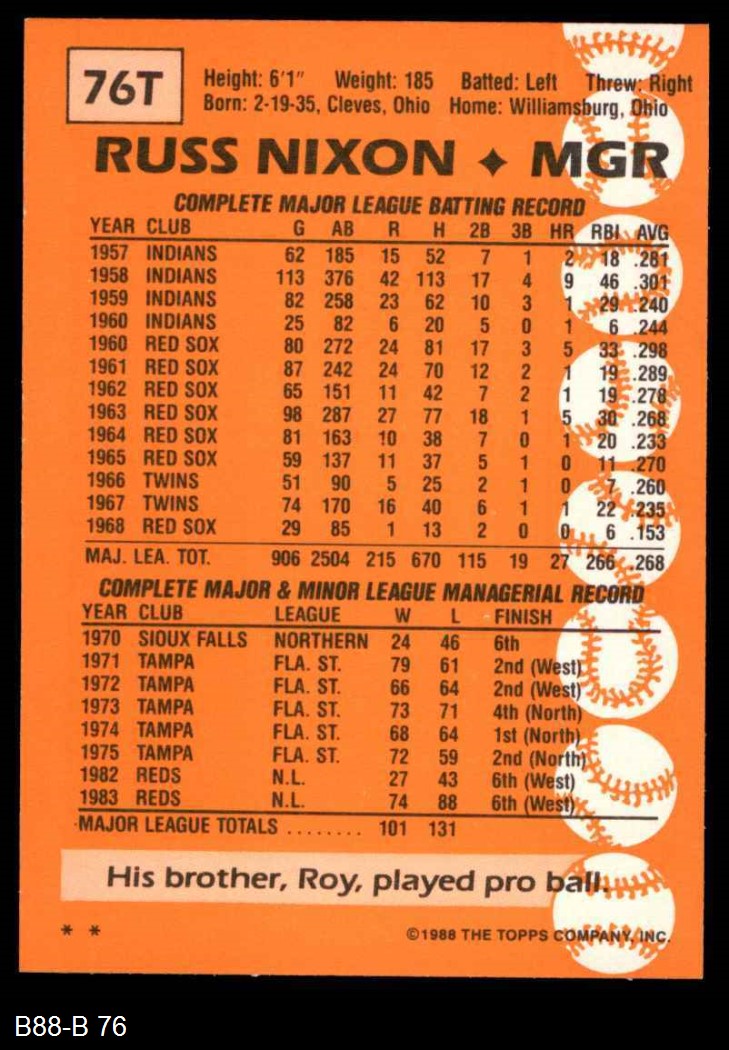 76T
Height: 6'1" Weight: 185 Batted: Left Threw: Right
Born: 2-19-35, Cleves, Ohio Home: Williamsburg, Ohio
RUSS NIXON ✦ MGR
COMPLETE MAJOR LEAGUE BATTING RECORD
YEAR CLUB G AB R H 2B 3B HR RBI AVG
1957 INDIANS 62 185 15 52 7 1 2 18 .281
1958 INDIANS 113 376 42 113 17 4 9 46 .301
1959 INDIANS 82 258 23 62 10 3 1 29 .240
1960 INDIANS 25 82 6 20 5 0 1 6 .244
1960 RED SOX 80 272 24 81 17 3 5 33 .298
1961 RED SOX 87 242 24 70 12 2 1 19 .289
1962 RED SOX 65 151 11 42 7 2 1 19 .278
1963 RED SOX 98 287 27 77 18 1 5 30 .268
1964 RED SOX 81 163 10 38 7 0 1 20 .233
1965 RED SOX 59 137 11 37 5 1 0 11 .270
1966 TWINS 51 90 5 25 2 1 0 7 .260
1967 TWINS 74 170 16 40 6 1 1 22 .235
1968 RED SOX 29 85 1 13 2 0 0 6 .153
MAJ. LEA. TOT. 906 2504 215 670 115 19 27 266 .268
COMPLETE MAJOR & MINOR LEAGUE MANAGERIAL RECORD
YEAR CLUB LEAGUE W L FINISH
1970 SIOUX FALLS NORTHERN 24 46 6th
1971 TAMPA FLA. ST. 79 61 2nd (West)
1972 TAMPA FLA. ST. 66 64 2nd (West)
1973 TAMPA FLA. ST. 73 71 4th (North)
1974 TAMPA FLA. ST. 68 64 1st (North)
1975 TAMPA FLA. ST. 72 59 2nd (North)
1982 REDS N.L. 27 43 6th (West)
1983 REDS N.L. 74 88 6th (West)
MAJOR LEAGUE TOTALS ........ 101 131
His brother, Roy, played pro ball.
* * ©1988 THE TOPPS COMPANY, INC.
B88-B 76